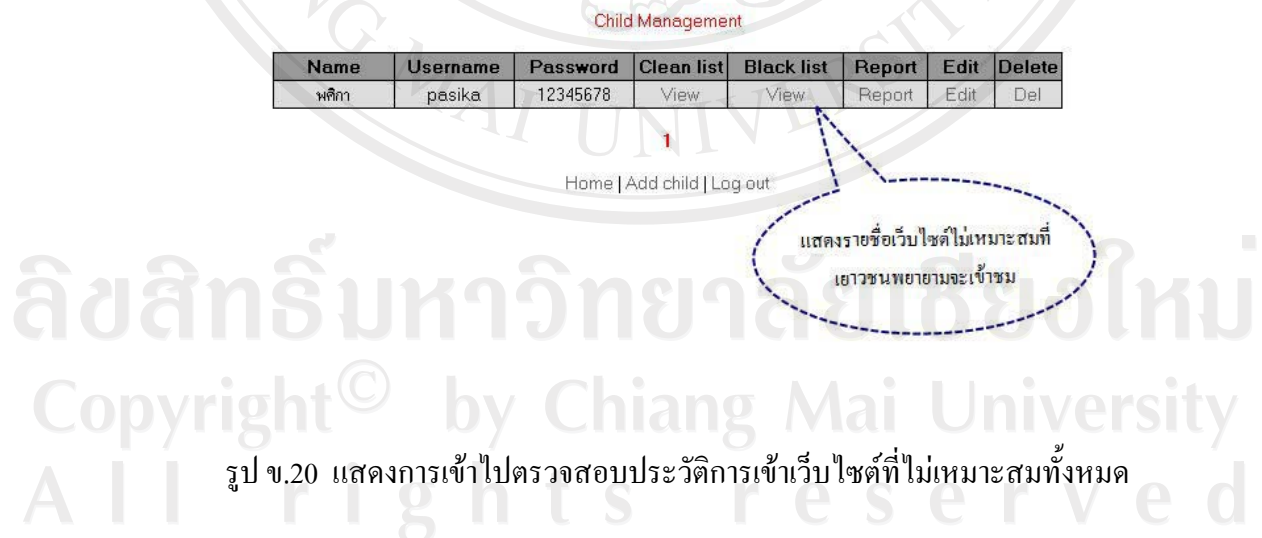 Child Management
Name Username Password Clean list Black list Report Edit Delete
พศิกา pasika 12345678 View View Report Edit Del
1
Home | Add child | Log out
แสดงรายชื่อเว็บไซต์ไม่เหมาะสมที่
เยาวชนพยายามจะเข้าชม
ลิขสิทธิ์มหาวิทยาลัยเชียงใหม่
Copyright© by Chiang Mai University
รูป ข.20 แสดงการเข้าไปตรวจสอบประวัติการเข้าเว็บไซต์ที่ไม่เหมาะสมทั้งหมด
All rights reserved